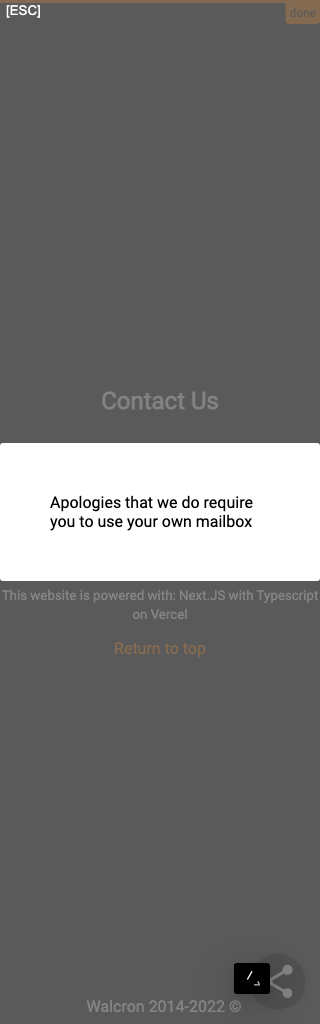 [ESC]
done
Contact Us
Apologies that we do require
you to use your own mailbox
This website is powered with: Next.JS with Typescript
on Vercel
Return to top
Walcron 2014-2022 ©